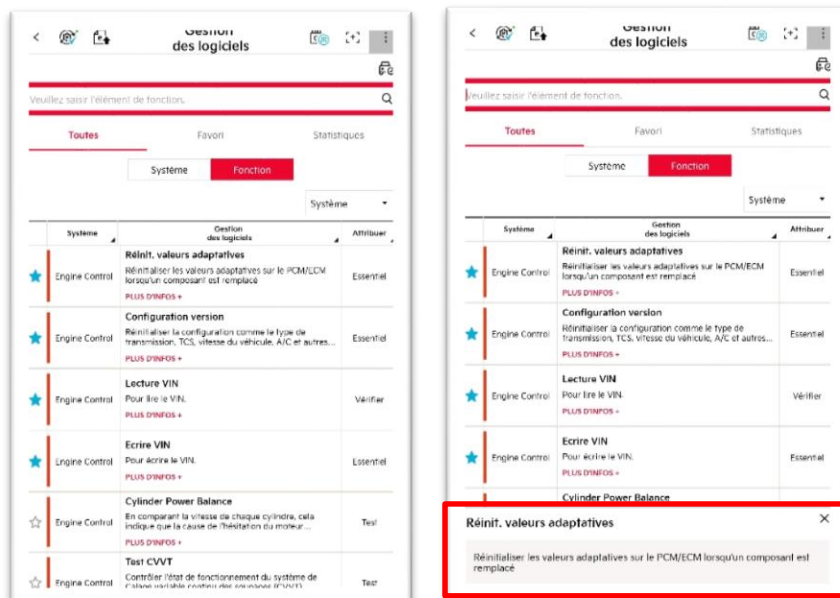 Gestion
des logiciels
Veuillez saisir l'élément de fonction.
Toutes Favori Statistiques
Système Fonction
Système
Système Gestion des logiciels Attribuer
Réinit. valeurs adaptatives
Engine Control Réinitialiser les valeurs adaptatives sur le PCM/ECM Essentiel
lorsqu'un composant est remplacé
PLUS D'INFOS +
Configuration version
Engine Control Réinitialiser la configuration comme le type de Essentiel
transmission, TCS, vitesse du véhicule, A/C et autres...
PLUS D'INFOS +
Lecture VIN
Engine Control Pour lire le VIN. Vérifier
PLUS D'INFOS +
Ecrire VIN
Engine Control Pour écrire le VIN. Essentiel
PLUS D'INFOS +
Cylinder Power Balance
Engine Control En comparant la vitesse de chaque cylindre, cela Test
indique que la cause de l'hésitation du moteur...
PLUS D'INFOS +
Test CVVT
Engine Control Contrôler l'état de fonctionnement du système de Test
Calage variable continu des soupapes (CVVT)
Gestion
des logiciels
Veuillez saisir l'élément de fonction.
Toutes Favori Statistiques
Système Fonction
Système
Système Gestion des logiciels Attribuer
Réinit. valeurs adaptatives
Engine Control Réinitialiser les valeurs adaptatives sur le PCM/ECM Essentiel
lorsqu'un composant est remplacé
PLUS D'INFOS +
Configuration version
Engine Control Réinitialiser la configuration comme le type de Essentiel
transmission, TCS, vitesse du véhicule, A/C et autres...
PLUS D'INFOS +
Lecture VIN
Engine Control Pour lire le VIN. Vérifier
PLUS D'INFOS +
Ecrire VIN
Engine Control Pour écrire le VIN. Essentiel
PLUS D'INFOS +
Cylinder Power Balance
Réinit. valeurs adaptatives
Réinitialiser les valeurs adaptatives sur le PCM/ECM lorsqu'un composant est
remplacé